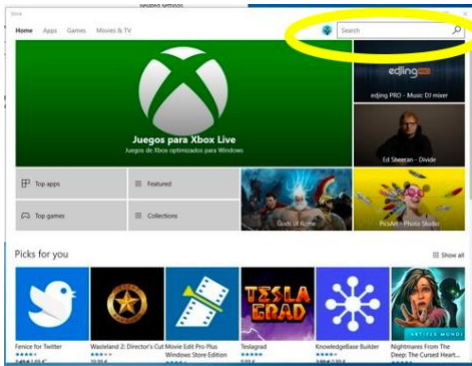 Store
Home Apps Games Movies & TV
Search
Juegos para Xbox Live
Juegos de Xbox optimizados para Windows
edjing PRO
edjing PRO - Music DJ mixer
Ed Sheeran - Divide
Top apps
Featured
Top games
Collections
Gods Of Rome
PicsArt - Photo Studio
Picks for you
Show all
TESLA
GRAD
ARTIFEX MUNDI
Fenice for Twitter
Wasteland 2: Director's Cut
Movie Edit Pro Plus
Windows Store Edition
Teslagrad
KnowledgeBase Builder
Nightmares From The
Deep: The Cursed Heart...